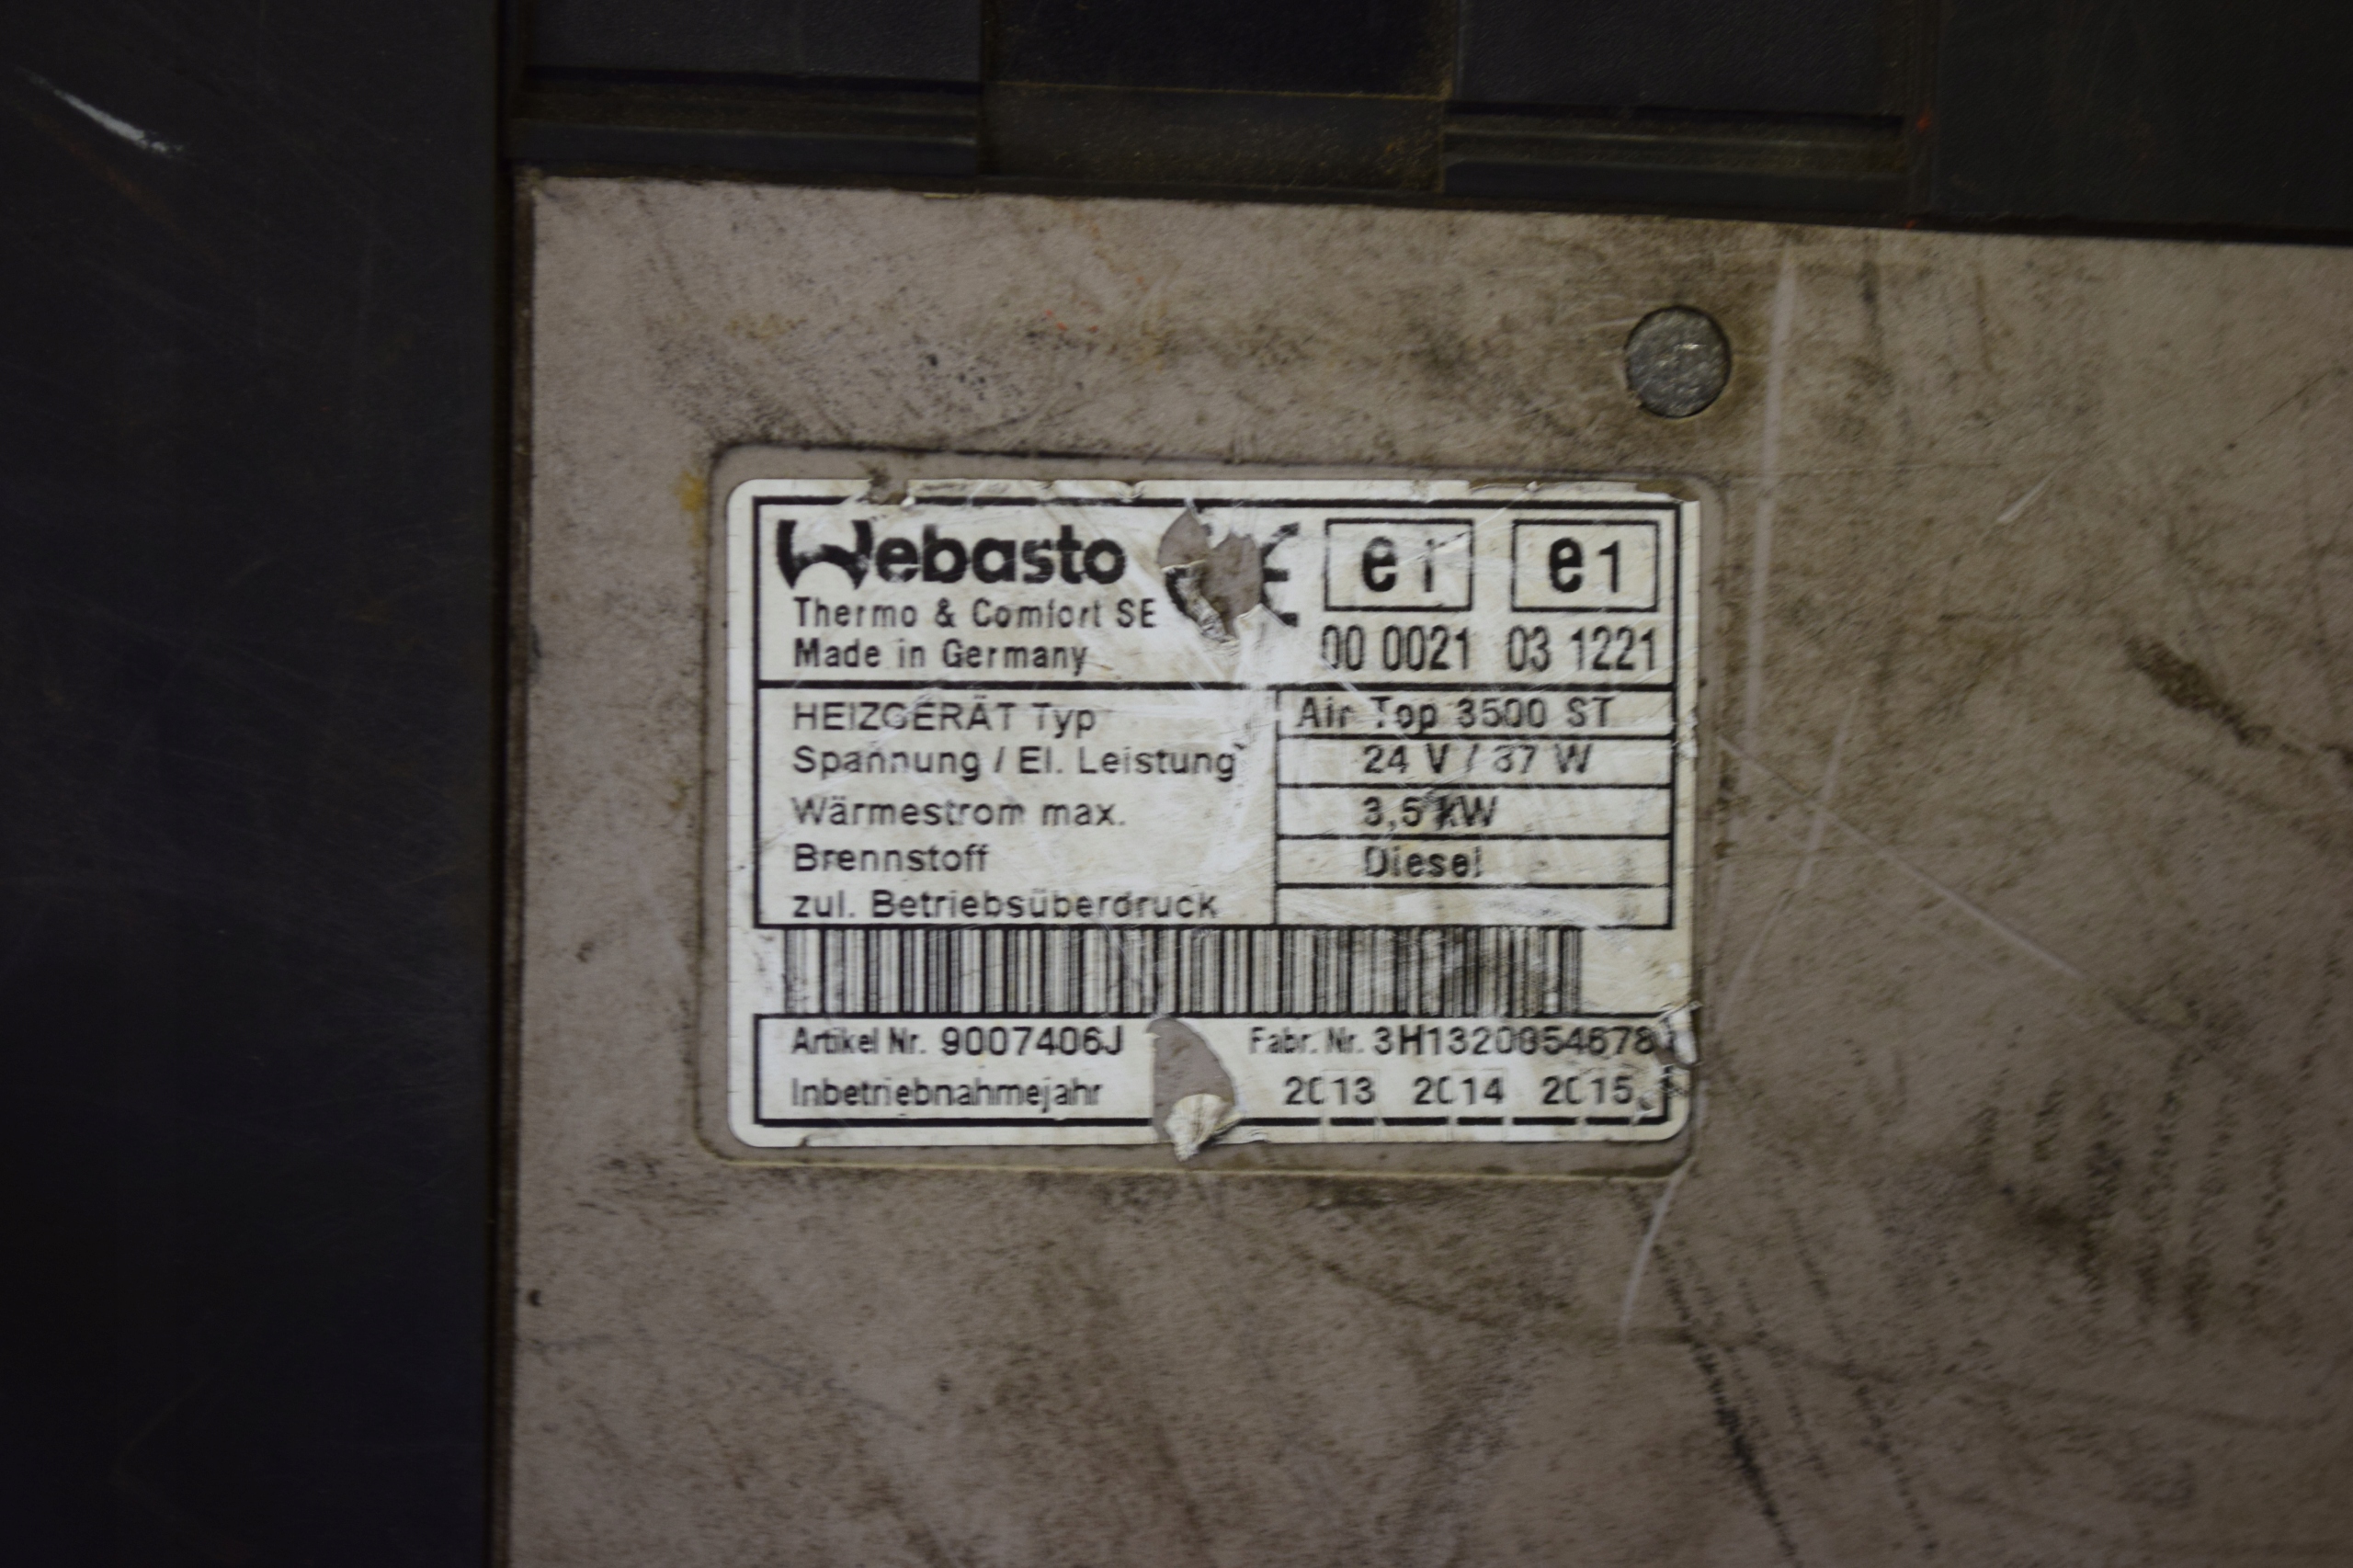 Webasto CE e1 e1
Thermo & Comfort SE
Made in Germany 00 0021 03 1221
HEIZGERÄT Typ Air Top 3500 ST
Spannung / El. Leistung 24 V / 37 W
Wärmestrom max. 3,5 kW
Brennstoff Diesel
zul. Betriebsüberdruck
Artikel Nr. 9007406J Fabr. Nr.
Inbetriebnahmejahr 2013 2014 2015